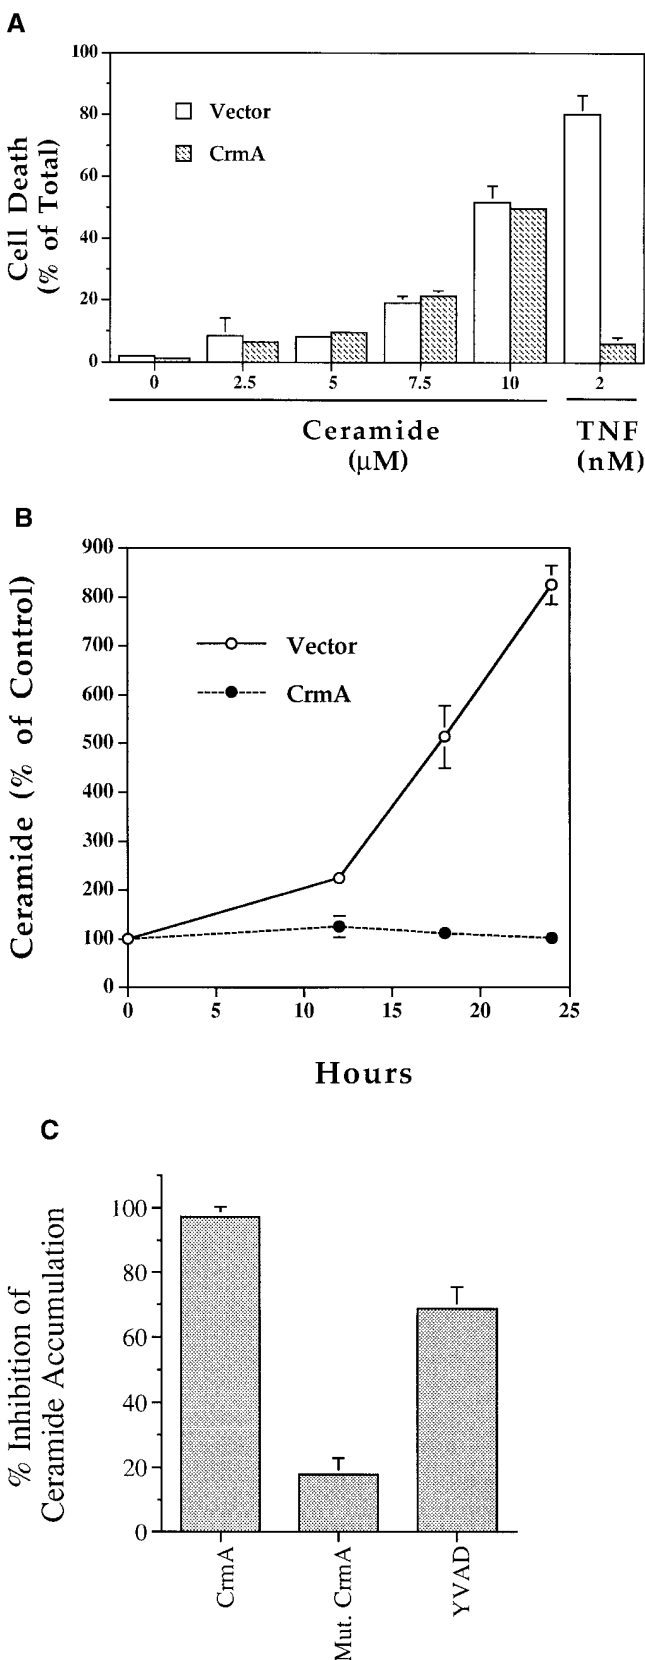 A
Cell Death
(% of Total)
100
80
60
40
20
0
Vector
CrmA
0 2.5 5 7.5 10 2
Ceramide TNF
(µM) (nM)
B
Ceramide (% of Control)
900
800
700
600
500
400
300
200
100
0
Vector
CrmA
0 5 10 15 20 25
Hours
C
% Inhibition of
Ceramide Accumulation
100
80
60
40
20
0
CrmA
Mut. CrmA
YVAD